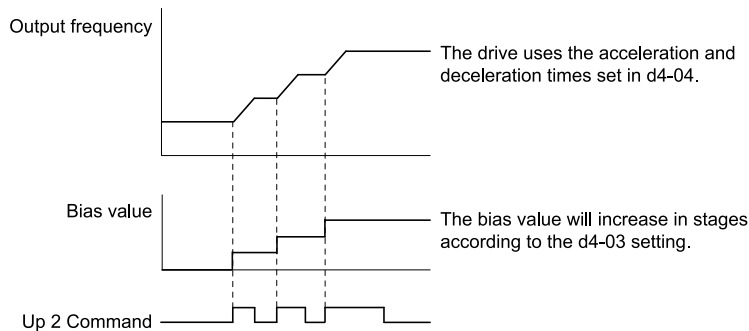 Output frequency
The drive uses the acceleration and
deceleration times set in d4-04.
Bias value
The bias value will increase in stages
according to the d4-03 setting.
Up 2 Command